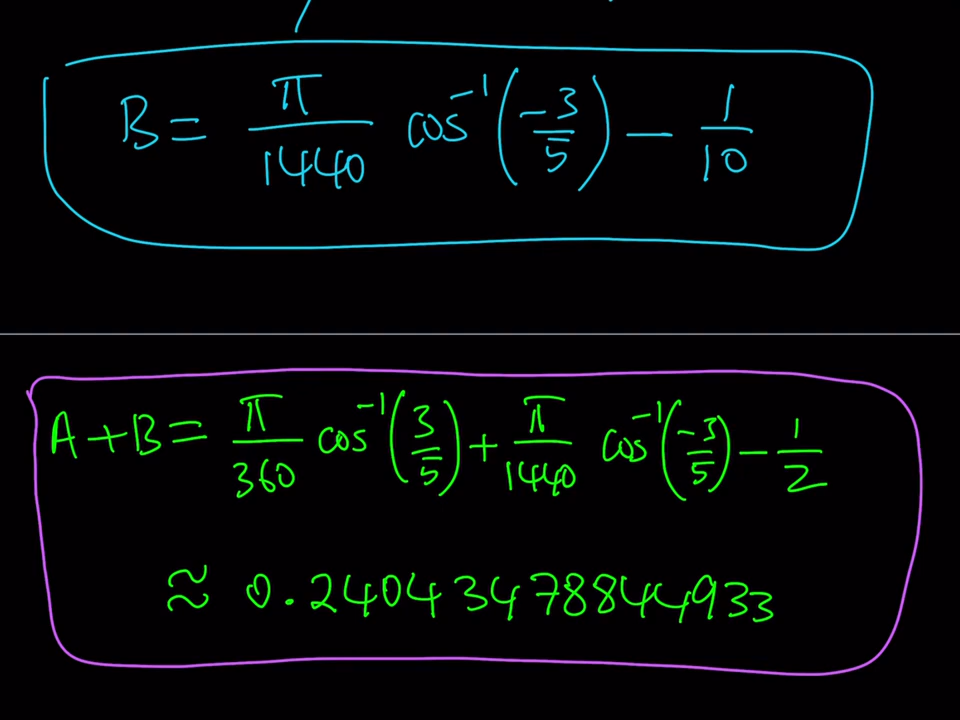 B = π/1440 cos⁻¹(-3/5) - 1/10
A+B = π/360 cos⁻¹(3/5) + π/1440 cos⁻¹(-3/5) - 1/2
≈ 0.24043478844933